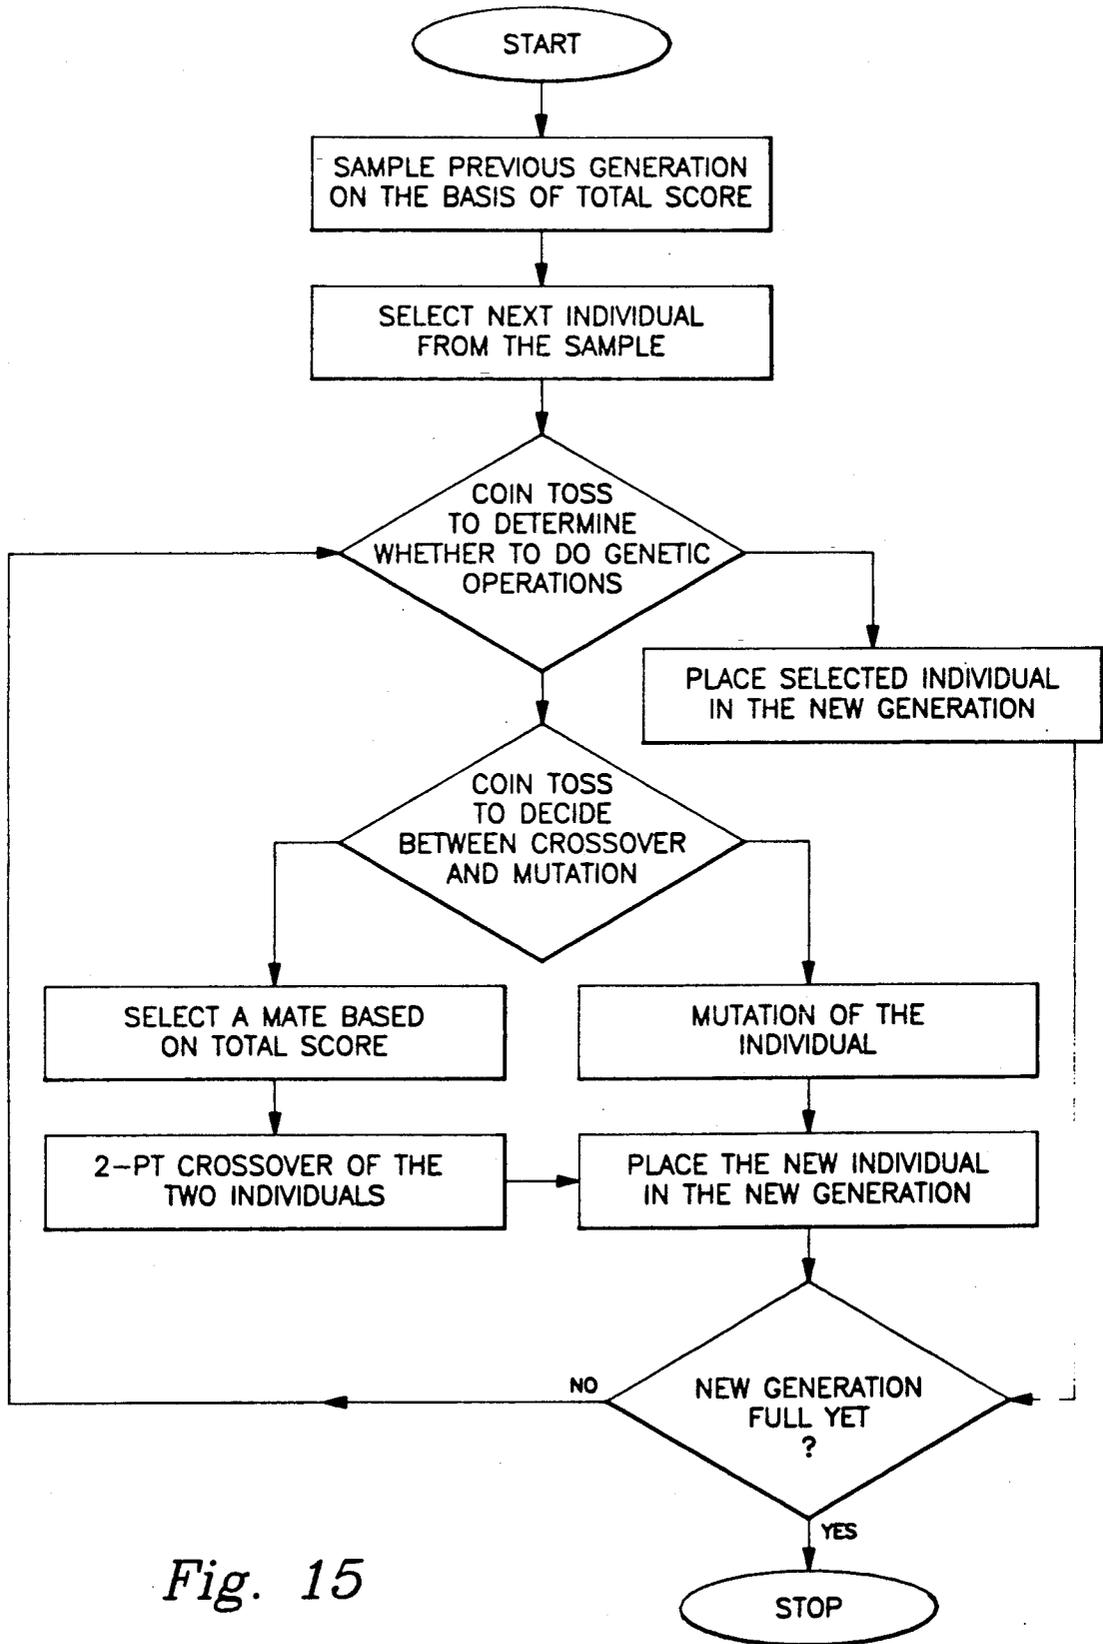 START
SAMPLE PREVIOUS GENERATION
ON THE BASIS OF TOTAL SCORE
SELECT NEXT INDIVIDUAL
FROM THE SAMPLE
COIN TOSS
TO DETERMINE
WHETHER TO DO GENETIC
OPERATIONS
PLACE SELECTED INDIVIDUAL
IN THE NEW GENERATION
COIN TOSS
TO DECIDE
BETWEEN CROSSOVER
AND MUTATION
SELECT A MATE BASED
ON TOTAL SCORE
MUTATION OF THE
INDIVIDUAL
2-PT CROSSOVER OF THE
TWO INDIVIDUALS
PLACE THE NEW INDIVIDUAL
IN THE NEW GENERATION
NO
NEW GENERATION
FULL YET
?
YES
STOP
Fig. 15